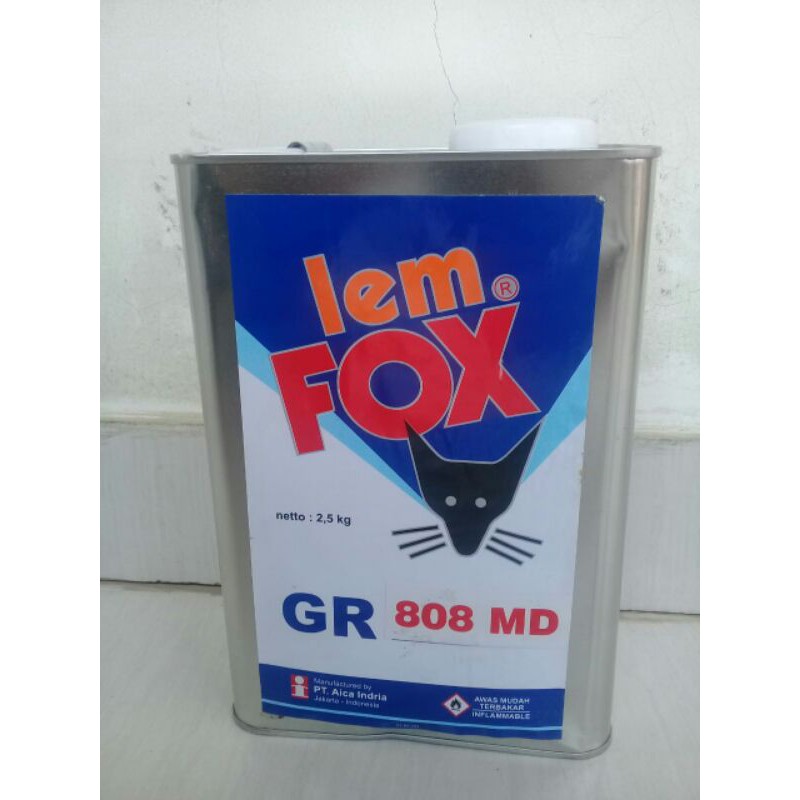 lem
FOX®
netto : 2,5 kg
GR 808 MD
Manufactured by
PT. Aica Indria
Jakarta - Indonesia
AWAS MUDAH
TERBAKAR
INFLAMMABLE